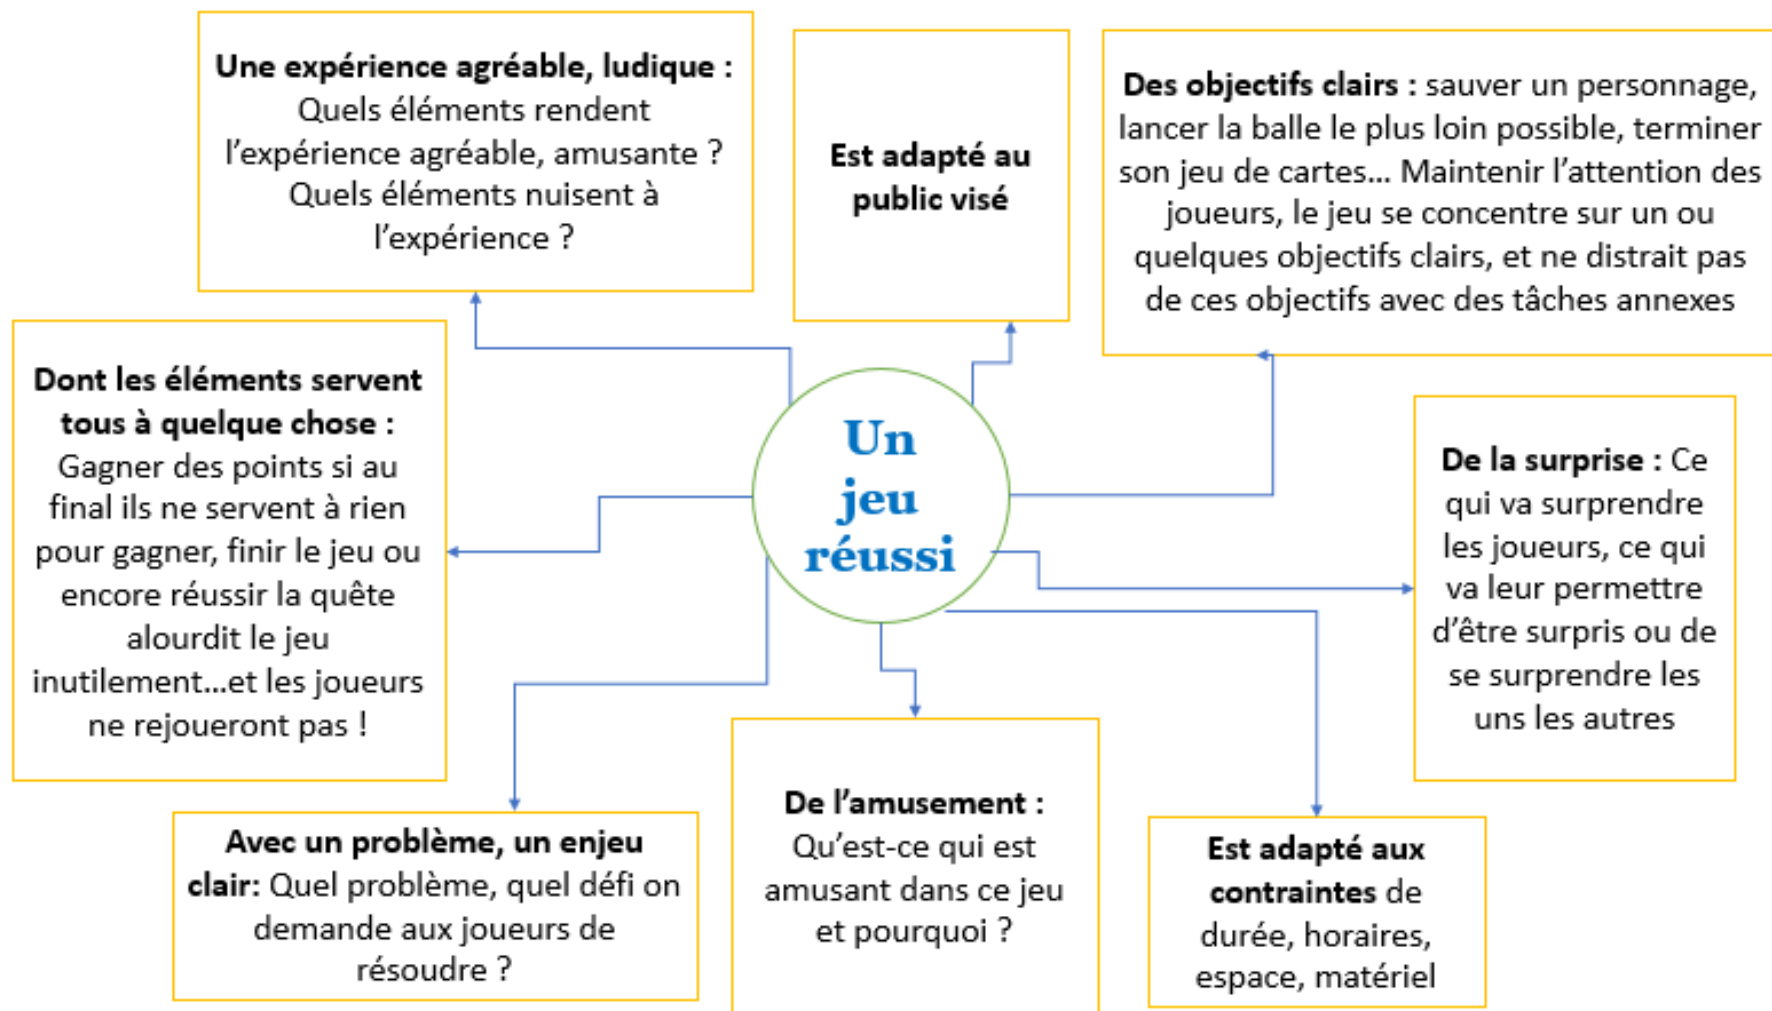 Une expérience agréable, ludique :
Quels éléments rendent
l’expérience agréable, amusante ?
Quels éléments nuisent à
l’expérience ?
Est adapté au
public visé
Des objectifs clairs : sauver un personnage,
lancer la balle le plus loin possible, terminer
son jeu de cartes… Maintenir l’attention des
joueurs, le jeu se concentre sur un ou
quelques objectifs clairs, et ne distrait pas
de ces objectifs avec des tâches annexes
Dont les éléments servent
tous à quelque chose :
Gagner des points si au
final ils ne servent à rien
pour gagner, finir le jeu ou
encore réussir la quête
alourdit le jeu
inutilement…et les joueurs
ne rejoueront pas !
Un
jeu
réussi
De la surprise : Ce
qui va surprendre
les joueurs, ce qui
va leur permettre
d’être surpris ou de
se surprendre les
uns les autres
Avec un problème, un enjeu
clair: Quel problème, quel défi on
demande aux joueurs de
résoudre ?
De l’amusement :
Qu’est-ce qui est
amusant dans ce jeu
et pourquoi ?
Est adapté aux
contraintes de
durée, horaires,
espace, matériel